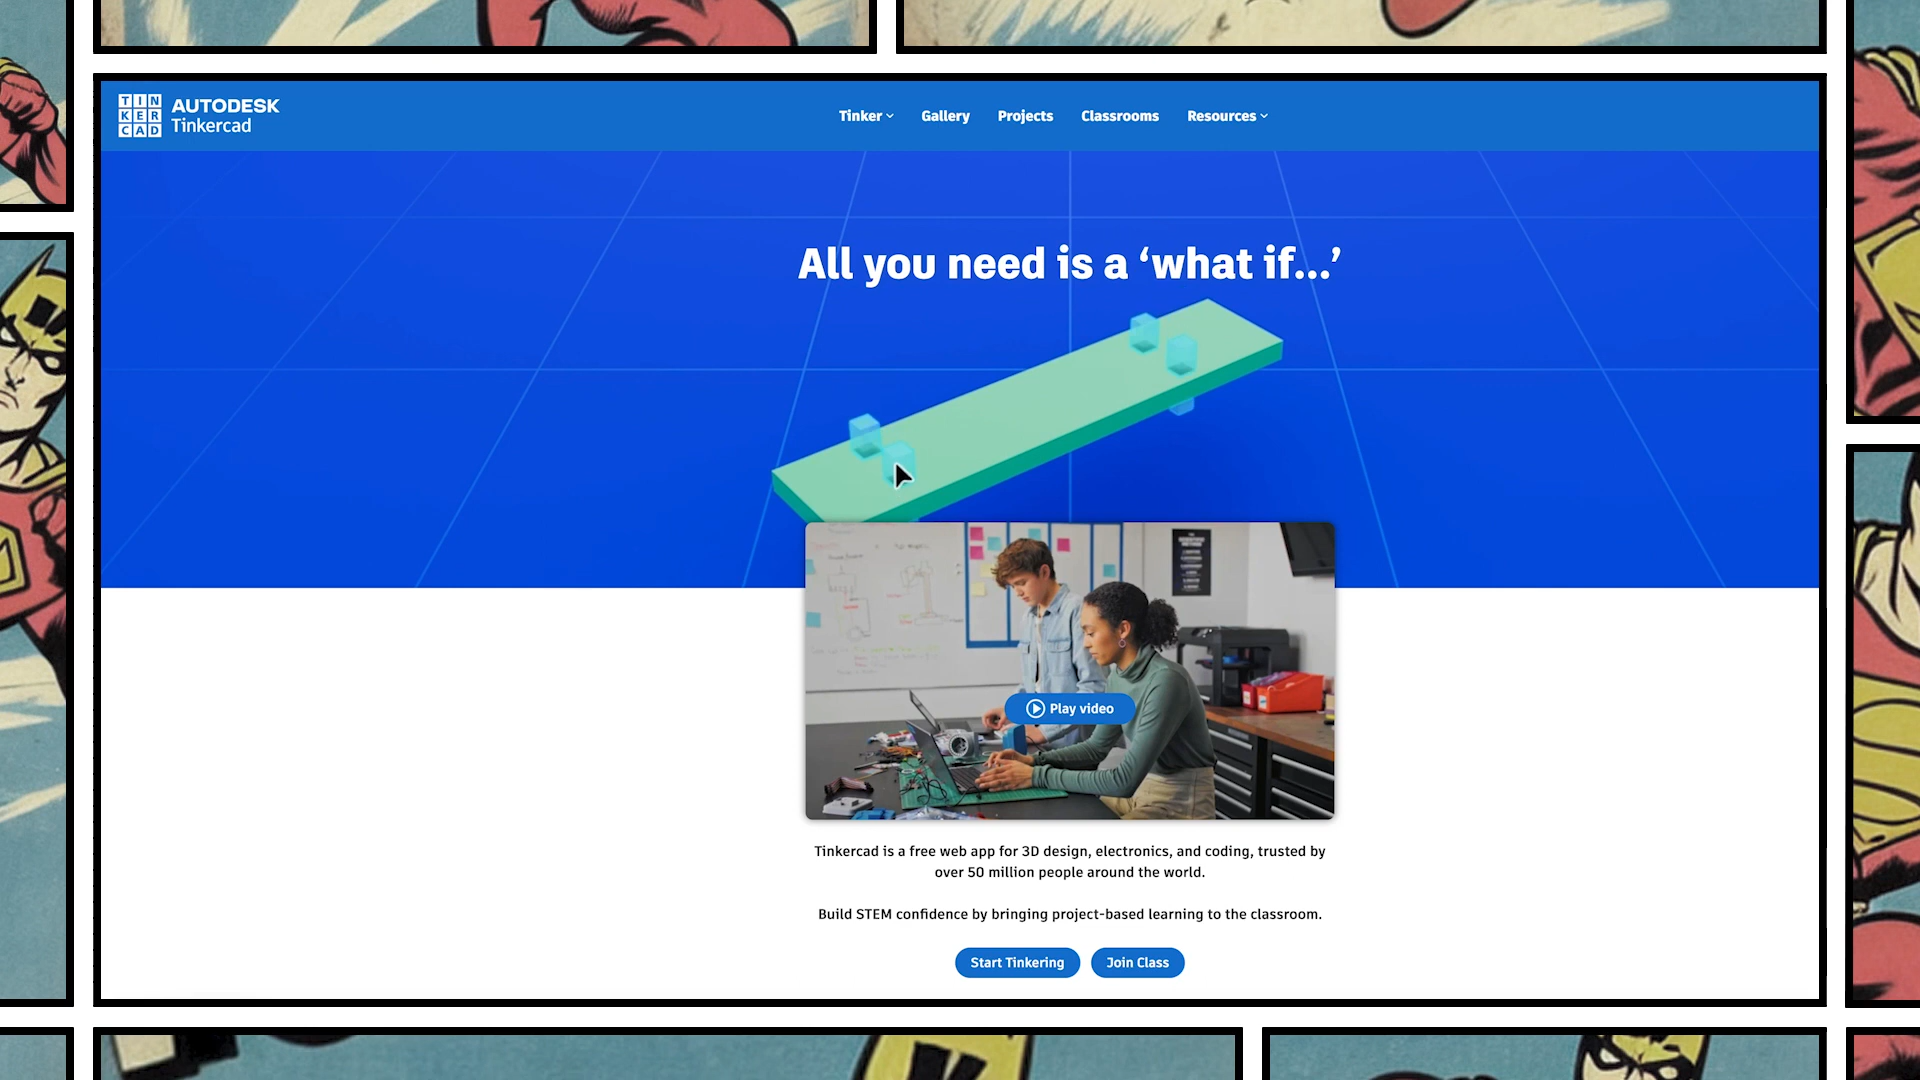 TIN
KER
CAD
AUTODESK
Tinkercad
Tinker
Gallery
Projects
Classrooms
Resources
All you need is a ‘what if...’
Play video
Tinkercad is a free web app for 3D design, electronics, and coding, trusted by
over 50 million people around the world.
Build STEM confidence by bringing project-based learning to the classroom.
Start Tinkering
Join Class